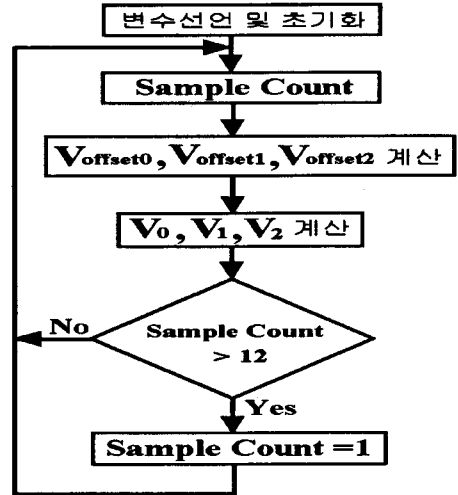 변수선언 및 초기화
Sample Count
Voffset0, Voffset1, Voffset2 계산
V0, V1, V2 계산
Sample Count
> 12
No
Yes
Sample Count =1